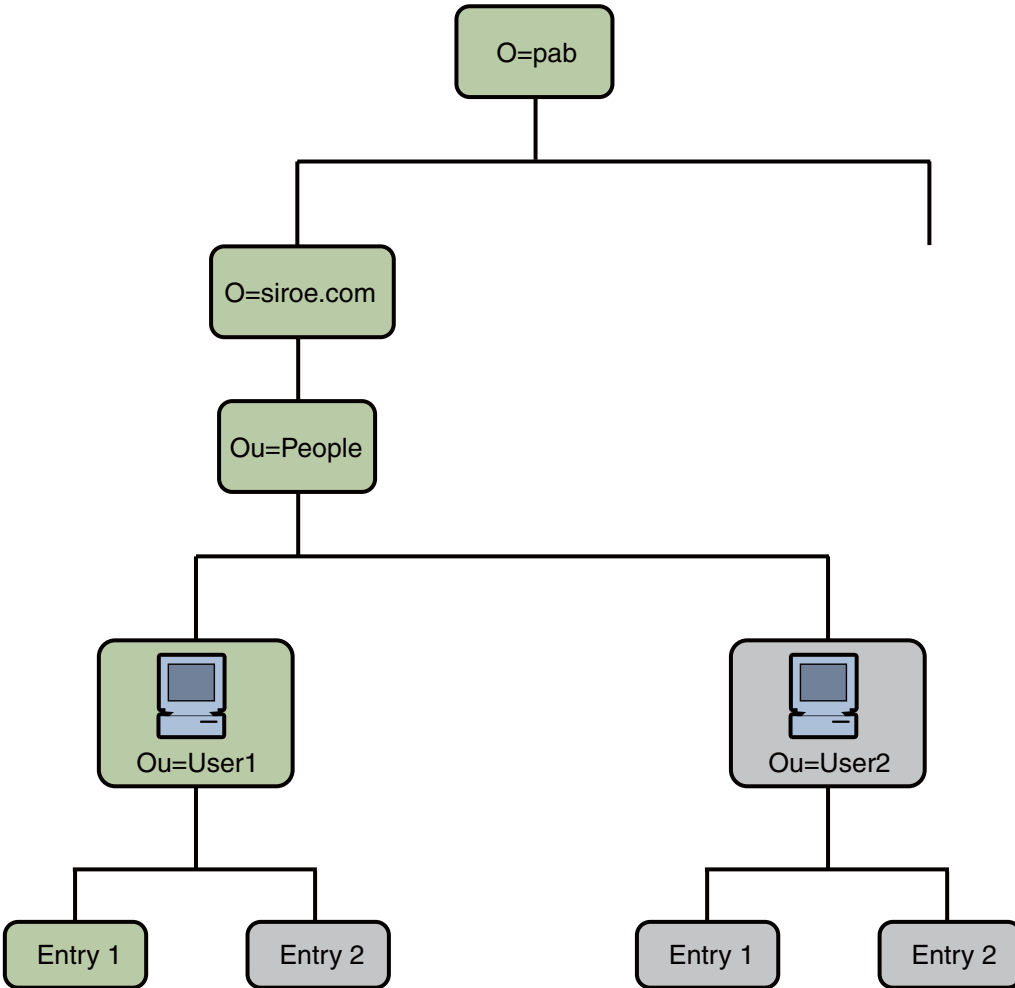 O=pab
O=siroe.com
Ou=People
Ou=User1
Ou=User2
Entry 1
Entry 2
Entry 1
Entry 2